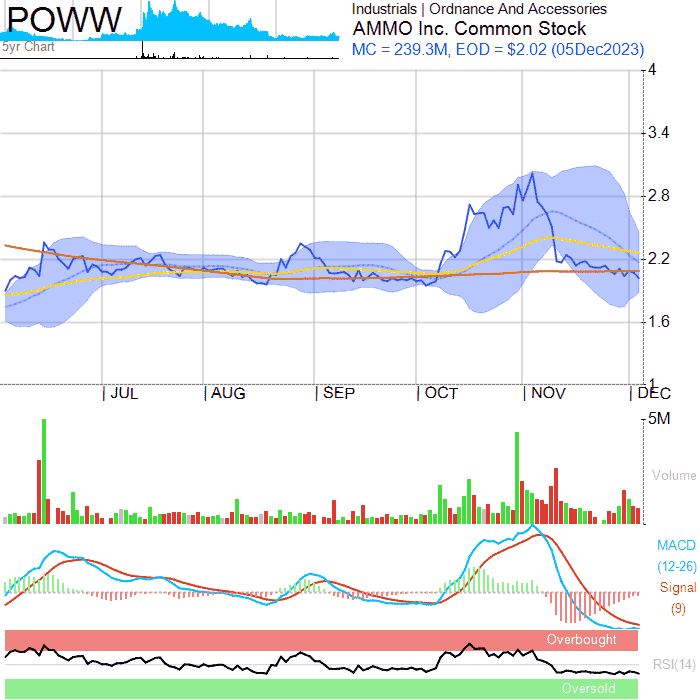 POWW
5yr Chart
Industrials | Ordnance And Accessories
AMMO Inc. Common Stock
MC = 239.3M, EOD = $2.02 (05Dec2023)
4
3.4
2.8
2.2
1.6
1
| JUL | AUG | SEP | OCT | NOV | DEC
5M
Volume
MACD
(12-26)
Signal
(9)
Overbought
RSI(14)
Oversold